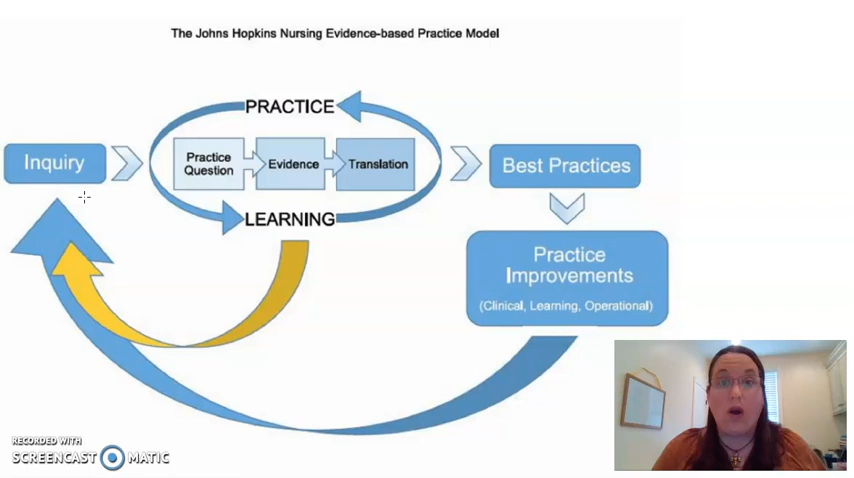 The Johns Hopkins Nursing Evidence-based Practice Model
PRACTICE
Inquiry
Practice
Question
Evidence
Translation
Best Practices
LEARNING
Practice
Improvements
(Clinical, Learning, Operational)
RECORDED WITH
SCREENCAST MATIC